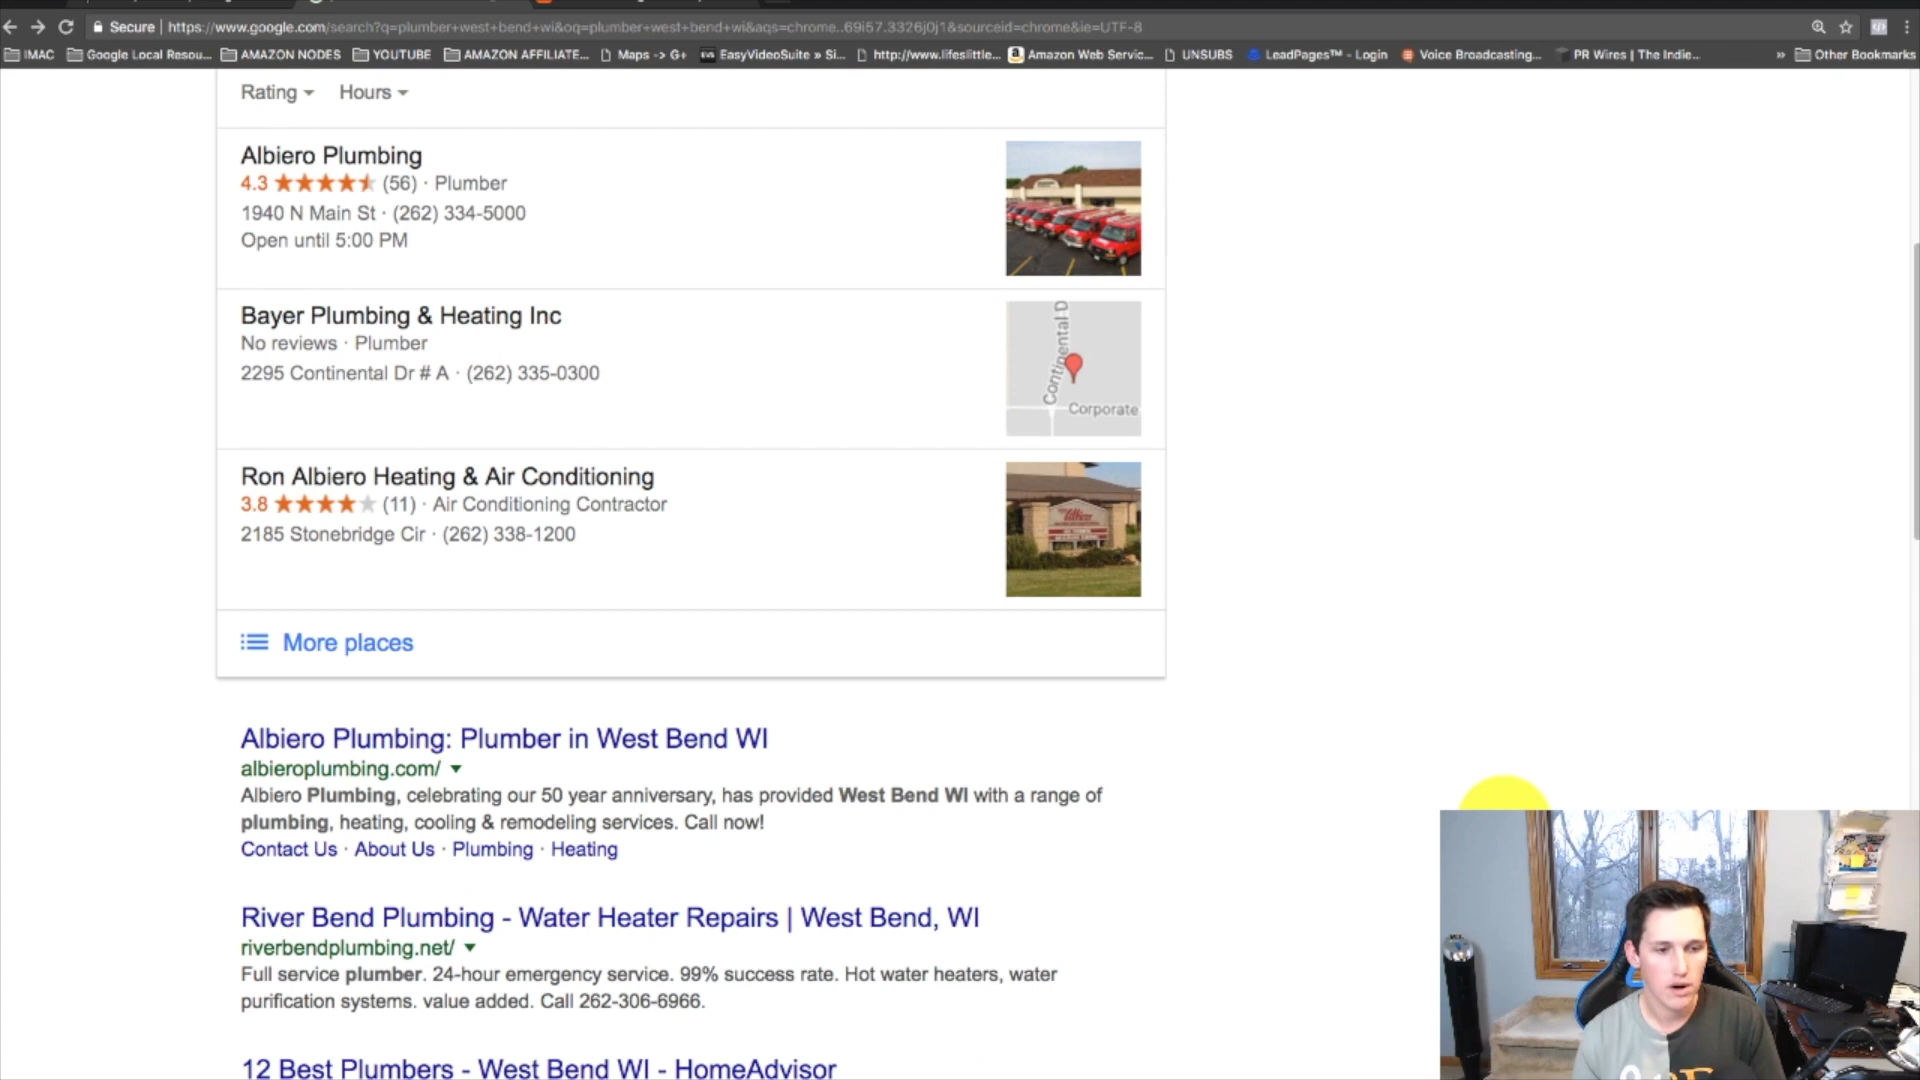 Secure | https://www.google.com/search?q=plumber+west+bend+wi&oq=plumber+west+bend+wi&aqs=chrome..69i57.3326j0j1&sourceid=chrome&ie=UTF-8
IMAC Google Local Resou... AMAZON NODES YOUTUBE AMAZON AFFILIATE... Maps -> G+ EasyVideoSuite » Si... http://www.lifeslittle... Amazon Web Servic... UNSUBS LeadPages™ - Login Voice Broadcasting... PR Wires | The Indie... » Other Bookmarks
Rating Hours
Albiero Plumbing
4.3 (56) · Plumber
1940 N Main St · (262) 334-5000
Open until 5:00 PM
Bayer Plumbing & Heating Inc
No reviews · Plumber
2295 Continental Dr # A · (262) 335-0300
Continental D
Corporate
Ron Albiero Heating & Air Conditioning
3.8 (11) · Air Conditioning Contractor
2185 Stonebridge Cir · (262) 338-1200
More places
Albiero Plumbing: Plumber in West Bend WI
albieroplumbing.com/
Albiero Plumbing, celebrating our 50 year anniversary, has provided West Bend WI with a range of
plumbing, heating, cooling & remodeling services. Call now!
Contact Us · About Us · Plumbing · Heating
River Bend Plumbing - Water Heater Repairs | West Bend, WI
riverbendplumbing.net/
Full service plumber. 24-hour emergency service. 99% success rate. Hot water heaters, water
purification systems. value added. Call 262-306-6966.
12 Best Plumbers - West Bend WI - HomeAdvisor